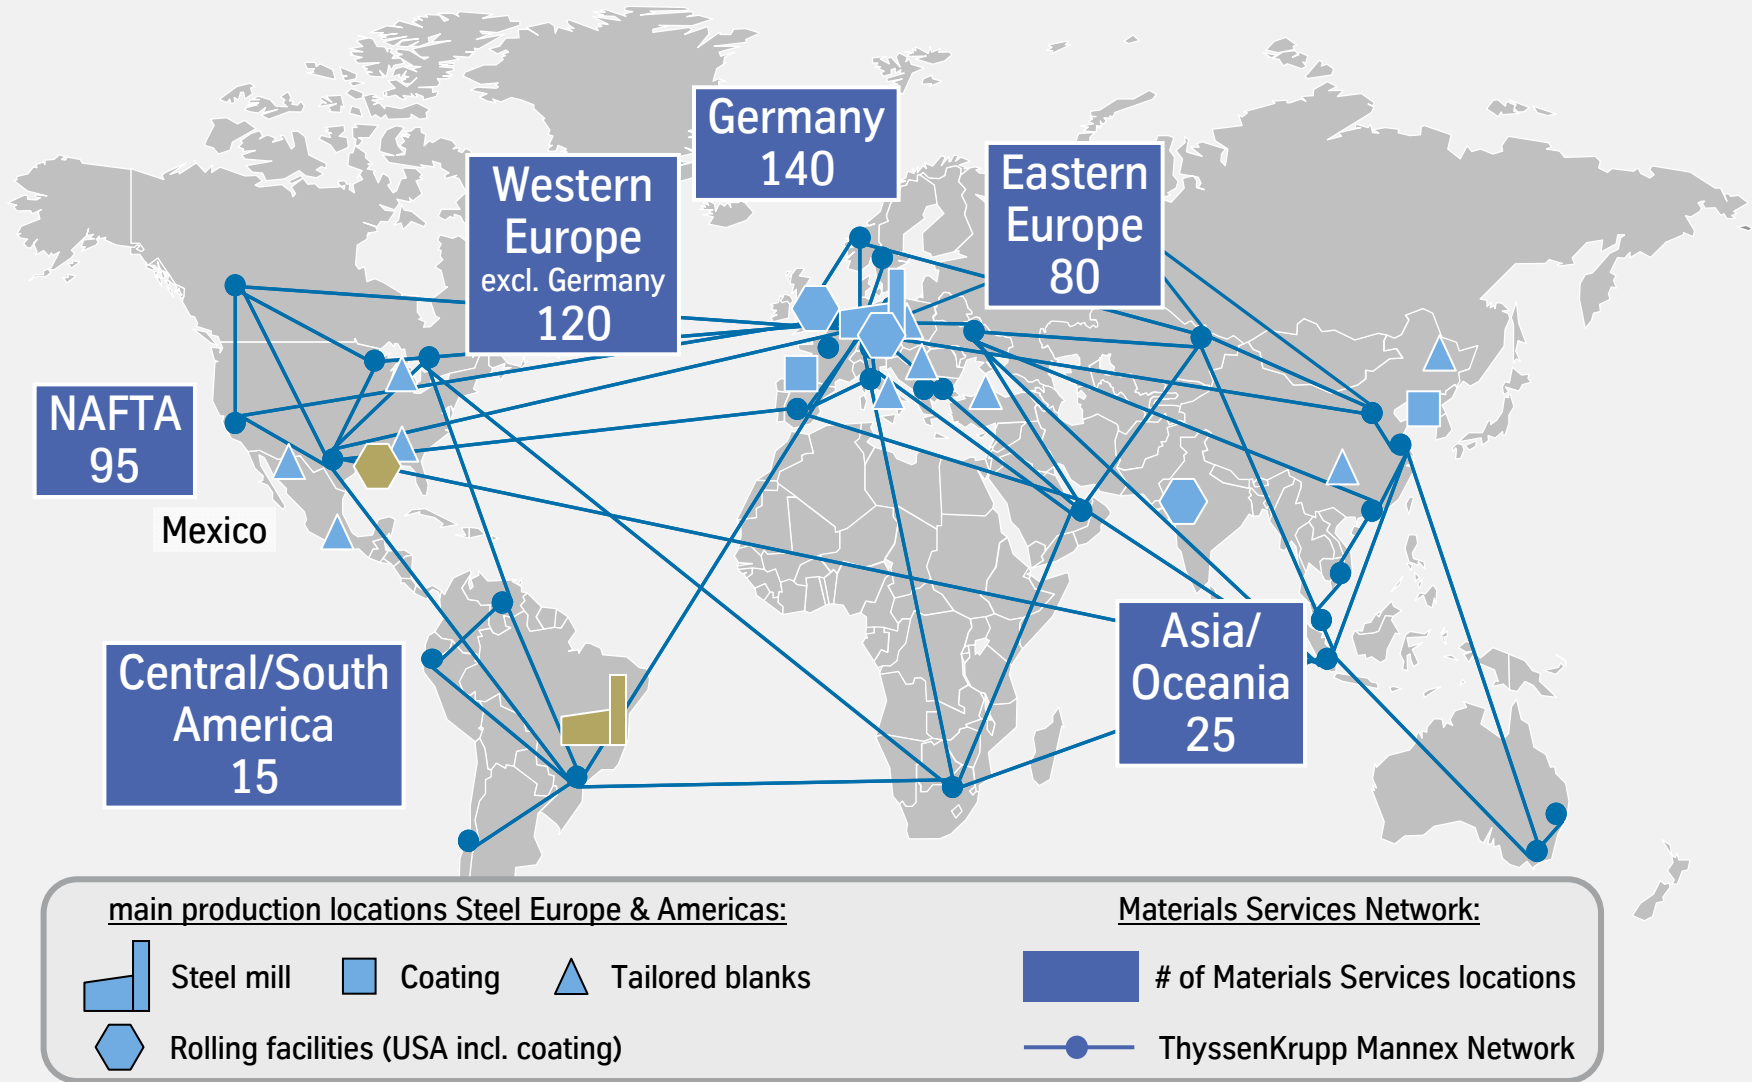 Germany
140
Western
Europe
excl. Germany
120
Eastern
Europe
80
NAFTA
95
Mexico
Central/South
America
15
Asia/
Oceania
25
main production locations Steel Europe & Americas:
Steel mill
Coating
Tailored blanks
Rolling facilities (USA incl. coating)
Materials Services Network:
# of Materials Services locations
ThyssenKrupp Mannex Network